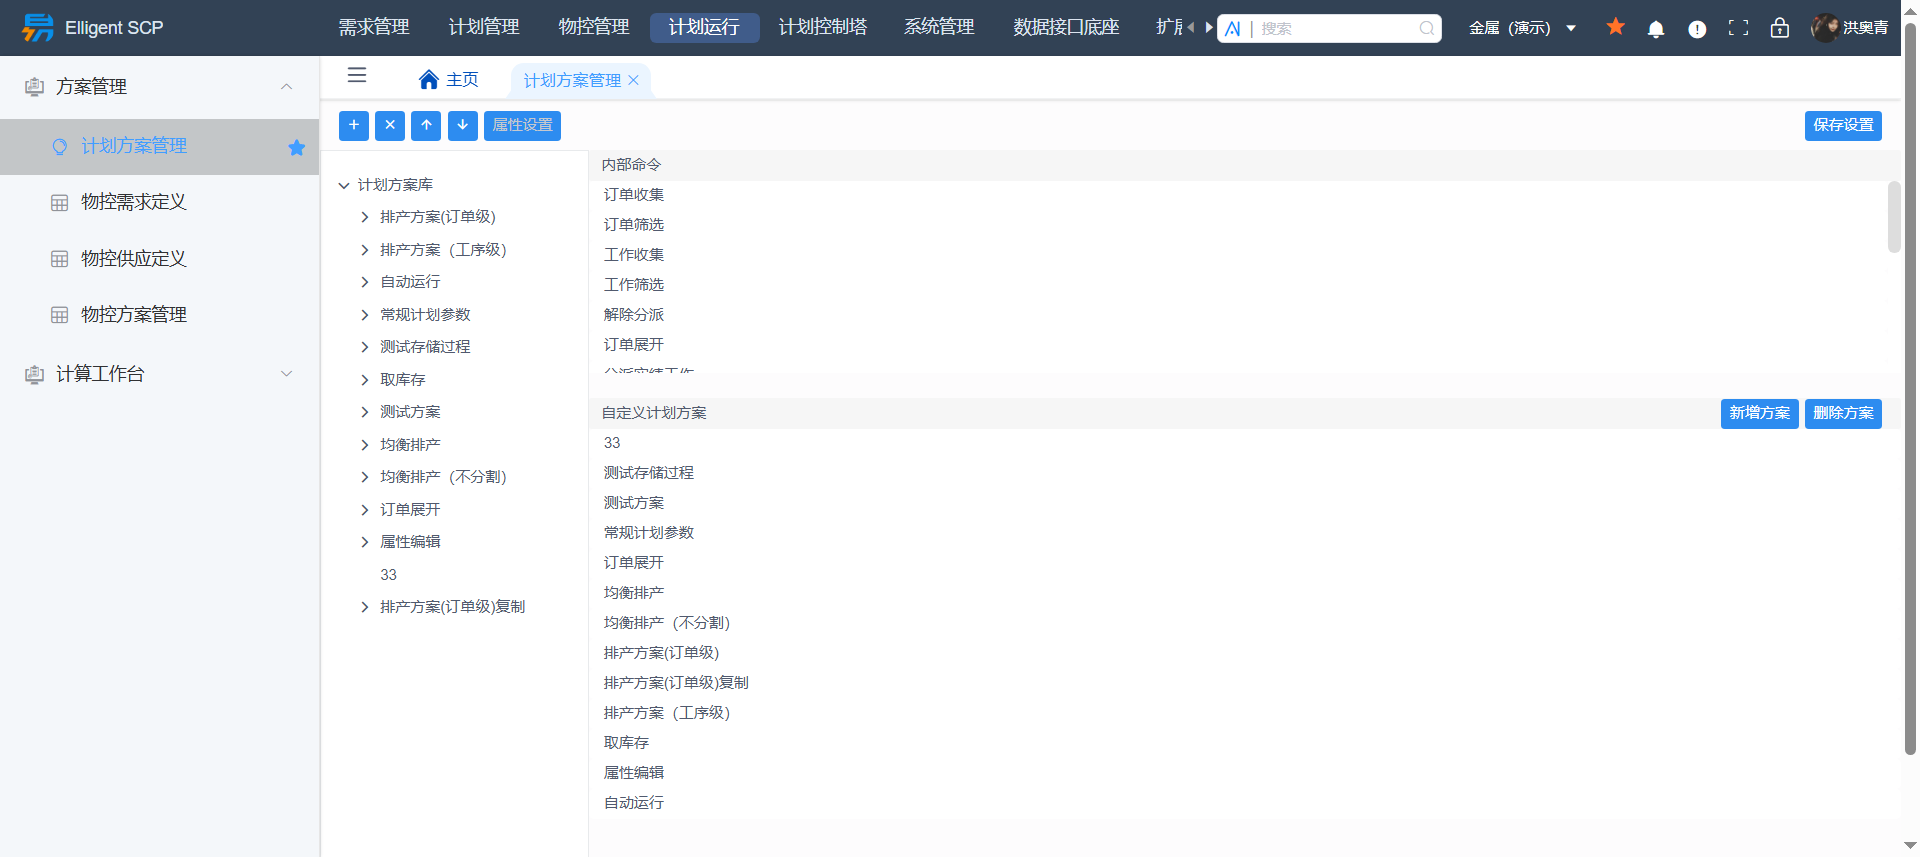 Elligent SCP
需求管理
计划管理
物控管理
计划运行
计划控制塔
系统管理
数据接口底座
搜索
金属（演示）
洪奥青
方案管理
计划方案管理
物控需求定义
物控供应定义
物控方案管理
计算工作台
主页
计划方案管理
属性设置
保存设置
计划方案库
排产方案(订单级)
排产方案（工序级）
自动运行
常规计划参数
测试存储过程
取库存
测试方案
均衡排产
均衡排产（不分割）
订单展开
属性编辑
33
排产方案(订单级)复制
内部命令
订单收集
订单筛选
工作收集
工作筛选
解除分派
订单展开
自定义计划方案
新增方案
删除方案
33
测试存储过程
测试方案
常规计划参数
订单展开
均衡排产
均衡排产（不分割）
排产方案(订单级)
排产方案(订单级)复制
排产方案（工序级）
取库存
属性编辑
自动运行